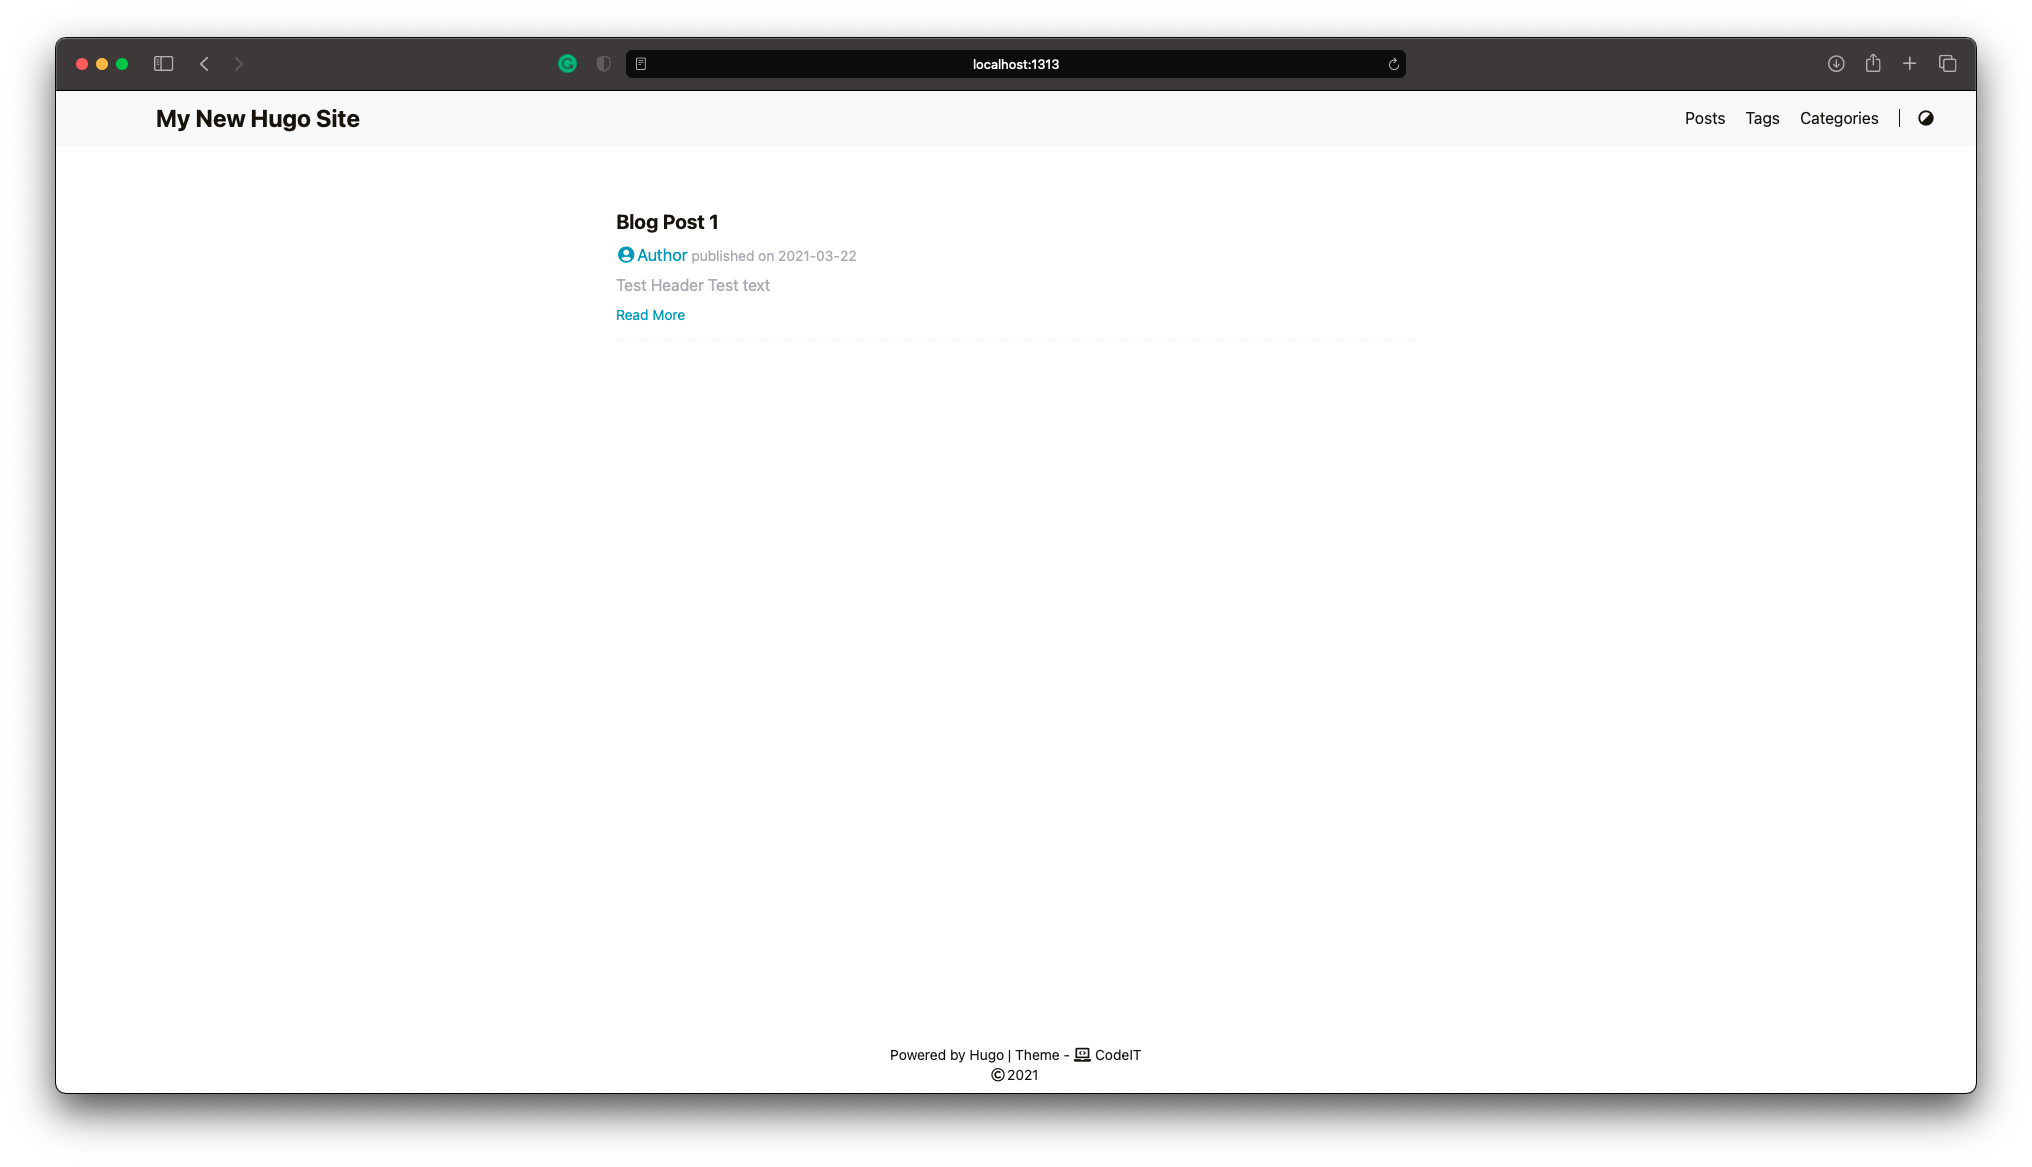 localhost:1313
My New Hugo Site
Posts Tags Categories
Blog Post 1
Author published on 2021-03-22
Test Header Test text
Read More
Powered by Hugo | Theme - CodeIT
© 2021